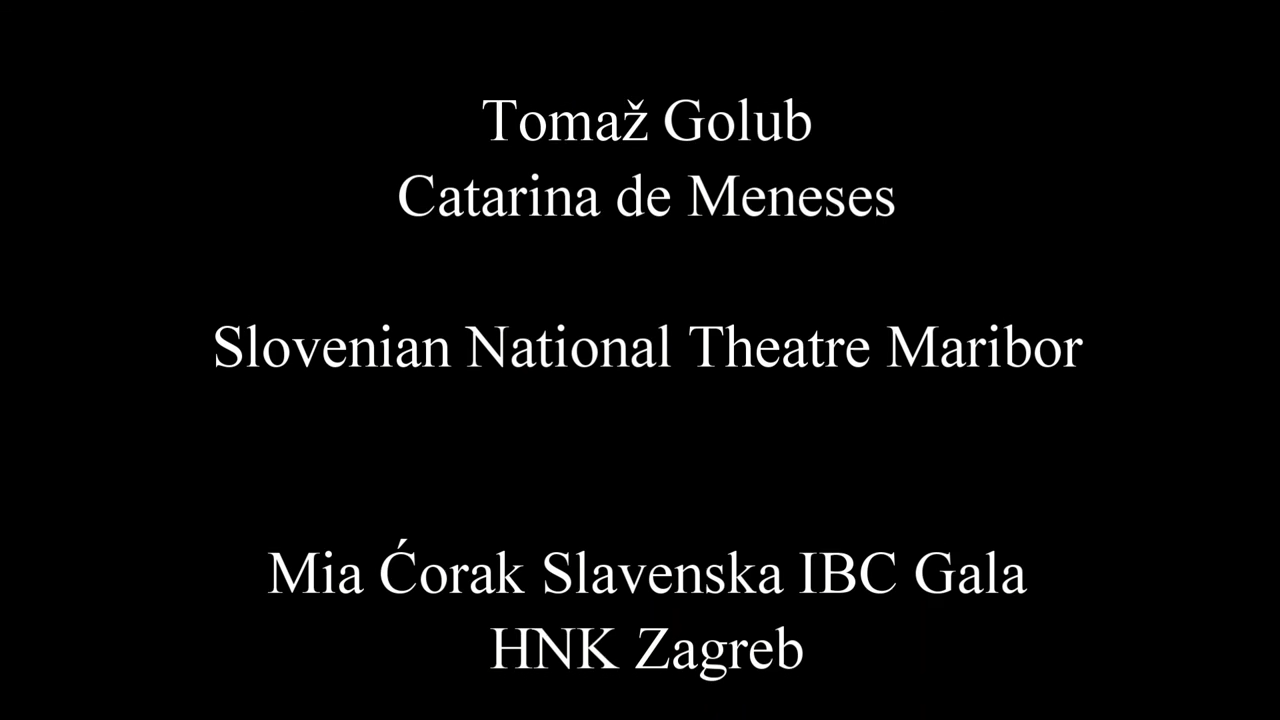 Tomaž Golub
Catarina de Meneses
Slovenian National Theatre Maribor
Mia Ćorak Slavenska IBC Gala
HNK Zagreb